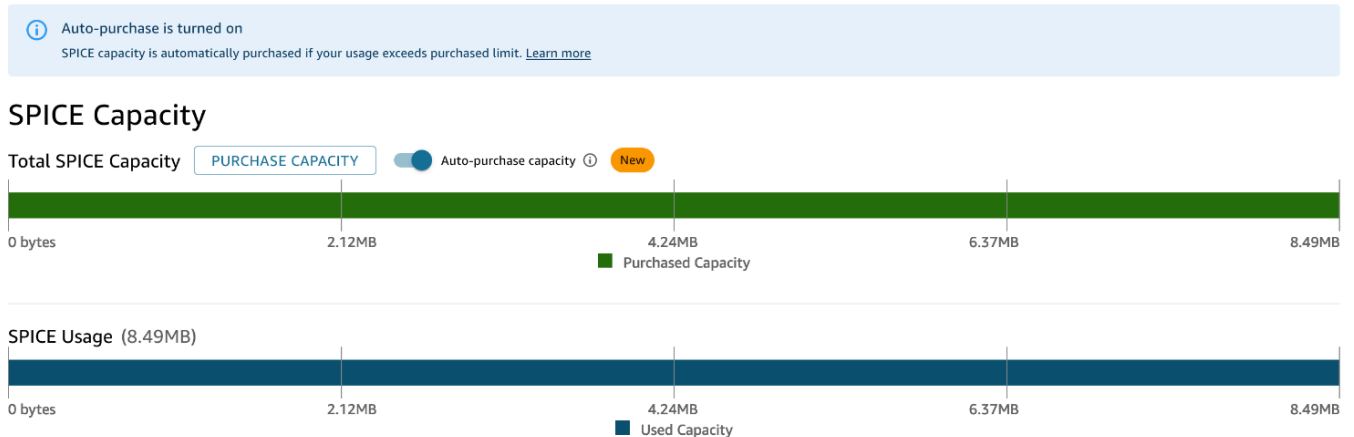 Auto-purchase is turned on
SPICE capacity is automatically purchased if your usage exceeds purchased limit. Learn more
SPICE Capacity
Total SPICE Capacity PURCHASE CAPACITY Auto-purchase capacity New
0 bytes 2.12MB 4.24MB 6.37MB 8.49MB
Purchased Capacity
SPICE Usage (8.49MB)
0 bytes 2.12MB 4.24MB 6.37MB 8.49MB
Used Capacity